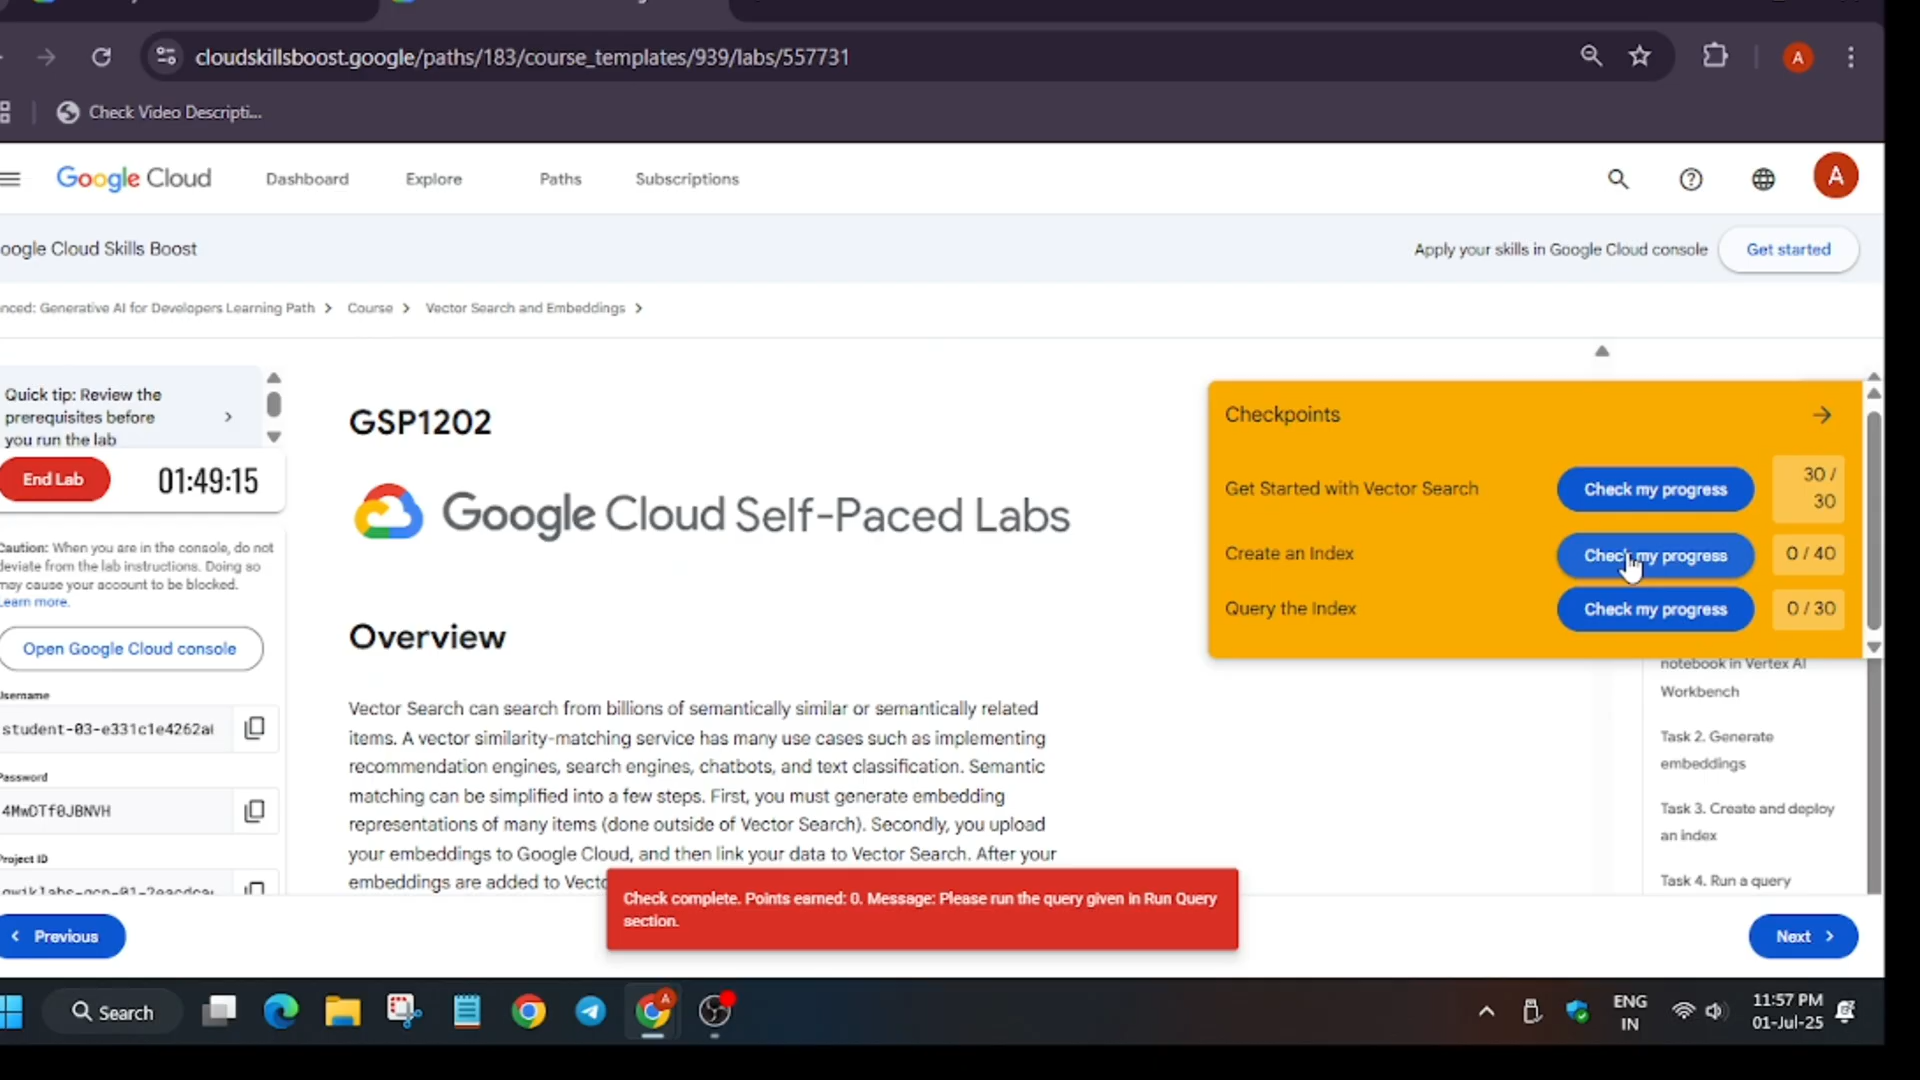 cloudskillsboost.google/paths/183/course_templates/939/labs/557731
A
Check Video Descripti...
Google Cloud
Dashboard
Explore
Paths
Subscriptions
A
oogle Cloud Skills Boost
Apply your skills in Google Cloud console
Get started
nced: Generative AI for Developers Learning Path > Course > Vector Search and Embeddings >
Quick tip: Review the
prerequisites before
you run the lab
End Lab
01:49:15
Caution: When you are in the console, do not
deviate from the lab instructions. Doing so
may cause your account to be blocked.
Learn more.
Open Google Cloud console
Username
student-03-e331c1e4262a
Password
4MwDTf0JBNVH
Project ID
GSP1202
Google Cloud Self-Paced Labs
Overview
Vector Search can search from billions of semantically similar or semantically related
items. A vector similarity-matching service has many use cases such as implementing
recommendation engines, search engines, chatbots, and text classification. Semantic
matching can be simplified into a few steps. First, you must generate embedding
representations of many items (done outside of Vector Search). Secondly, you upload
your embeddings to Google Cloud, and then link your data to Vector Search. After your
embeddings are added to Vecto
Checkpoints
Get Started with Vector Search
Check my progress
30 /
30
Create an Index
Check my progress
0 / 40
Query the Index
Check my progress
0 / 30
notebook in Vertex AI
Workbench
Task 2. Generate
embeddings
Task 3. Create and deploy
an index
Task 4. Run a query
Check complete. Points earned: 0. Message: Please run the query given in Run Query
section.
Previous
Next
Search
A
ENG
IN
11:57 PM
01-Jul-25